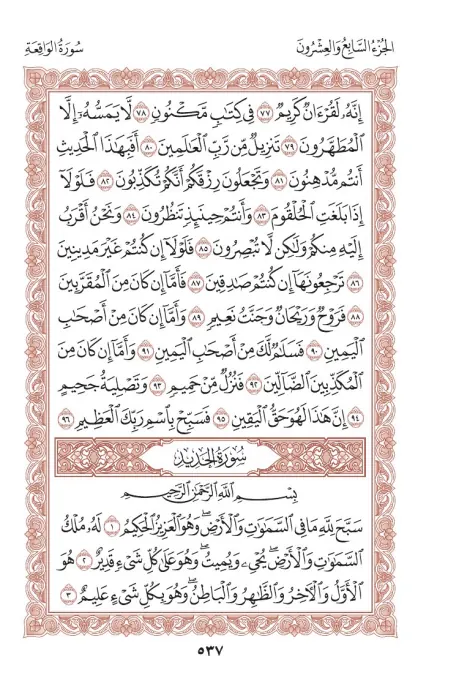 الجزء السابع والعشرون
سورة الواقعة
إِنَّهُۥ لَقُرْءَانٌ كَرِيمٌ ٧٧ فِى كِتَٰبٍ مَّكْنُونٍ ٧٨ لَّا يَمَسُّهُۥٓ إِلَّا
ٱلْمُطَهَّرُونَ ٧٩ تَنزِيلٌ مِّن رَّبِّ ٱلْعَٰلَمِينَ ٨٠ أَفَبِهَٰذَا ٱلْحَدِيثِ
أَنتُم مُّدْهِنُونَ ٨١ وَتَجْعَلُونَ رِزْقَكُمْ أَنَّكُمْ تُكَذِّبُونَ ٨٢ فَلَوْلَآ
إِذَا بَلَغَتِ ٱلْحُلْقُومَ ٨٣ وَأَنتُمْ حِينَئِذٍ تَنظُرُونَ ٨٤ وَنَحْنُ أَقْرَبُ
إِلَيْهِ مِنكُمْ وَلَٰكِن لَّا تُبْصِرُونَ ٨٥ فَلَوْلَآ إِن كُنتُمْ غَيْرَ مَدِينِينَ
٨٦ تَرْجِعُونَهَآ إِن كُنتُمْ صَٰدِقِينَ ٨٧ فَأَمَّآ إِن كَانَ مِنَ ٱلْمُقَرَّبِينَ
٨٨ فَرَوْحٌ وَرَيْحَانٌ وَجَنَّتُ نَعِيمٍ ٨٩ وَأَمَّآ إِن كَانَ مِنْ أَصْحَٰبِ
ٱلْيَمِينِ ٩٠ فَسَلَٰمٌ لَّكَ مِنْ أَصْحَٰبِ ٱلْيَمِينِ ٩١ وَأَمَّآ إِن كَانَ مِنَ
ٱلْمُكَذِّبِينَ ٱلضَّآلِّينَ ٩٢ فَنُزُلٌ مِّنْ حَمِيمٍ ٩٣ وَتَصْلِيَةُ جَحِيمٍ
٩٤ إِنَّ هَٰذَا لَهُوَ حَقُّ ٱلْيَقِينِ ٩٥ فَسَبِّحْ بِٱسْمِ رَبِّكَ ٱلْعَظِيمِ ٩٦
سورة الحديد
بِسْمِ ٱللَّهِ ٱلرَّحْمَٰنِ ٱلرَّحِيمِ
سَبَّحَ لِلَّهِ مَا فِى ٱلسَّمَٰوَٰتِ وَٱلْأَرْضِ ۖ وَهُوَ ٱلْعَزِيزُ ٱلْحَكِيمُ ١ لَهُۥ مُلْكُ
ٱلسَّمَٰوَٰتِ وَٱلْأَرْضِ ۖ يُحْىِۦ وَيُمِيتُ ۖ وَهُوَ عَلَىٰ كُلِّ شَىْءٍ قَدِيرٌ ٢ هُوَ
ٱلْأَوَّلُ وَٱلْءَاخِرُ وَٱلظَّٰهِرُ وَٱلْبَاطِنُ ۖ وَهُوَ بِكُلِّ شَىْءٍ عَلِيمٌ ٣
٥٣٧